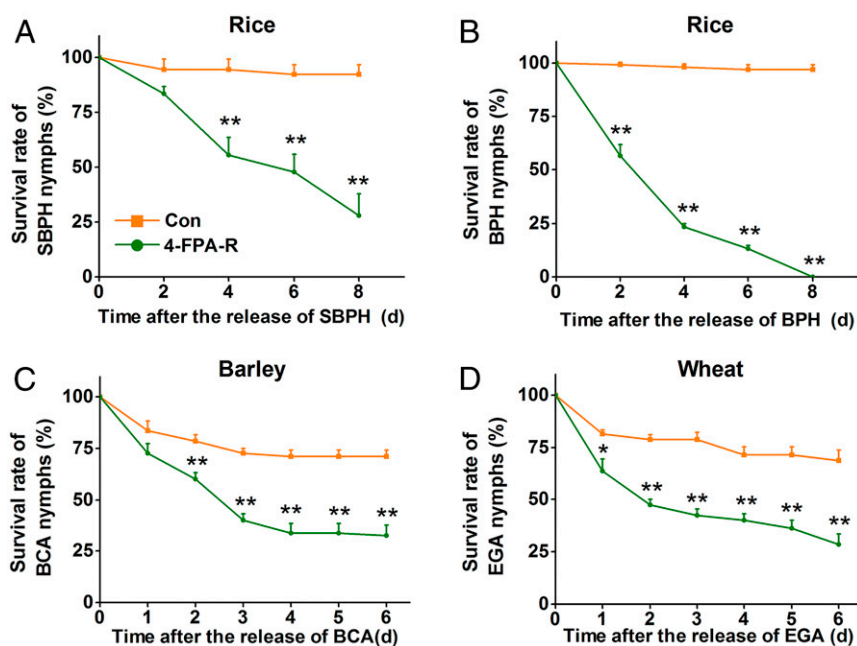 A
Rice
Survival rate of
SBPH nymphs (%)
100
75
50
25
0
**
**
**
Con
4-FPA-R
0 2 4 6 8
Time after the release of SBPH (d)
B
Rice
Survival rate of
BPH nymphs (%)
100
75
50
25
0
**
**
**
**
0 2 4 6 8
Time after the release of BPH (d)
C
Barley
Survival rate of
BCA nymphs (%)
100
75
50
25
0
**
**
**
**
**
0 1 2 3 4 5 6
Time after the release of BCA(d)
D
Wheat
Survival rate of
EGA nymphs (%)
100
75
50
25
0
*
**
**
**
**
**
0 1 2 3 4 5 6
Time after the release of EGA (d)